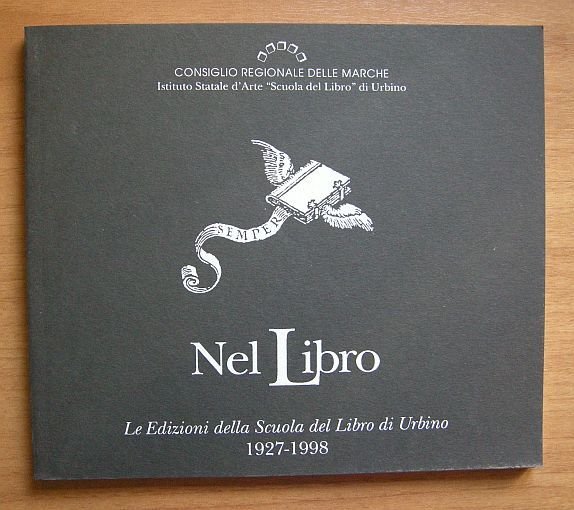 CONSIGLIO REGIONALE DELLE MARCHE
Istituto Statale d'Arte "Scuola del Libro" di Urbino
SEMPER
Nel Libro
Le Edizioni della Scuola del Libro di Urbino
1927-1998